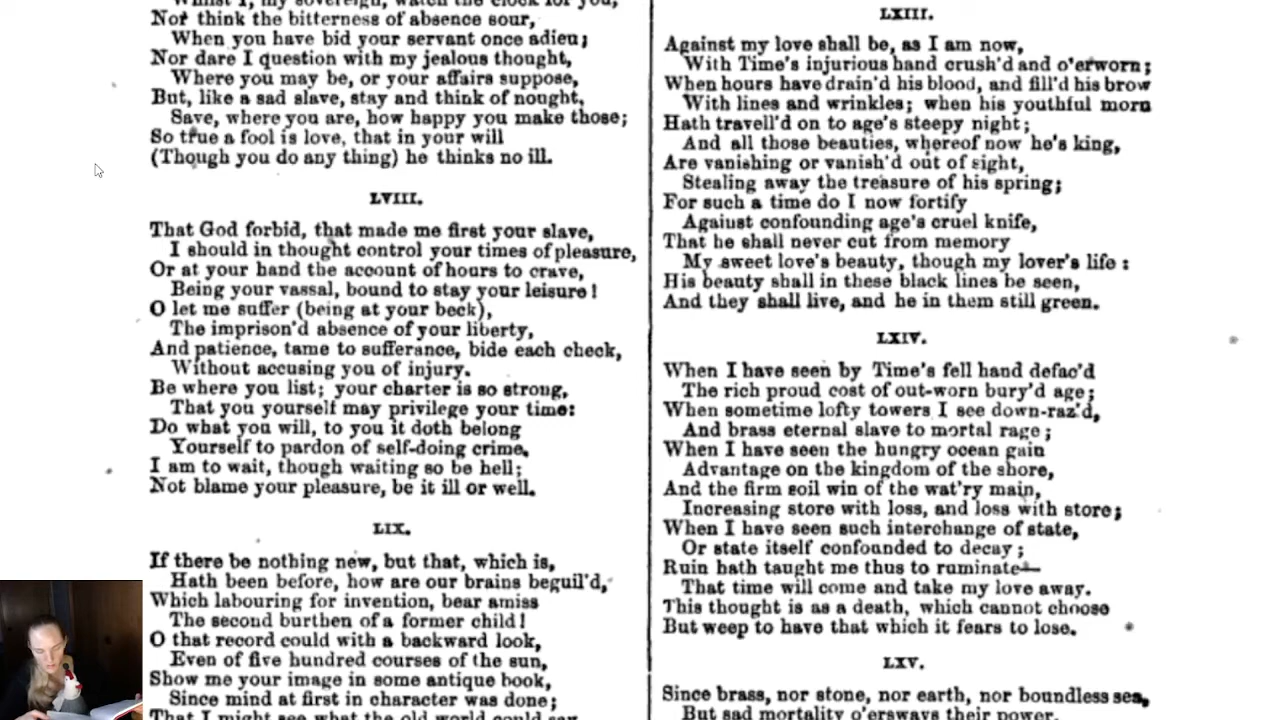 Whilst I, my sovereign, watch the clock for you,
Nor think the bitterness of absence sour,
When you have bid your servant once adieu;
Nor dare I question with my jealous thought,
Where you may be, or your affairs suppose,
But, like a sad slave, stay and think of nought,
Save, where you are, how happy you make those;
So true a fool is love, that in your will
(Though you do any thing) he thinks no ill.
LVIII.
That God forbid, that made me first your slave,
I should in thought control your times of pleasure,
Or at your hand the account of hours to crave,
Being your vassal, bound to stay your leisure!
O let me suffer (being at your beck),
The imprison'd absence of your liberty,
And patience, tame to sufferance, bide each check,
Without accusing you of injury.
Be where you list; your charter is so strong,
That you yourself may privilege your time:
Do what you will, to you it doth belong
Yourself to pardon of self-doing crime.
I am to wait, though waiting so be hell;
Not blame your pleasure, be it ill or well.
LIX.
If there be nothing new, but that, which is,
Hath been before, how are our brains beguil'd,
Which labouring for invention, bear amiss
The second burthen of a former child!
O that record could with a backward look,
Even of five hundred courses of the sun,
Show me your image in some antique book,
Since mind at first in character was done;
That I might see what the old world could say
LXIII.
Against my love shall be, as I am now,
With Time's injurious hand crush'd and o'erworn;
When hours have drain'd his blood, and fill'd his brow
With lines and wrinkles; when his youthful morn
Hath travell'd on to age's steepy night;
And all those beauties, whereof now he's king,
Are vanishing or vanish'd out of sight,
Stealing away the treasure of his spring;
For such a time do I now fortify
Against confounding age's cruel knife,
That he shall never cut from memory
My sweet love's beauty, though my lover's life:
His beauty shall in these black lines be seen,
And they shall live, and he in them still green.
LXIV.
When I have seen by Time's fell hand defac'd
The rich proud cost of out-worn bury'd age;
When sometime lofty towers I see down-raz'd,
And brass eternal slave to mortal rage;
When I have seen the hungry ocean gain
Advantage on the kingdom of the shore,
And the firm soil win of the wat'ry main,
Increasing store with loss, and loss with store;
When I have seen such interchange of state,
Or state itself confounded to decay;
Ruin hath taught me thus to ruminate—
That time will come and take my love away.
This thought is as a death, which cannot choose
But weep to have that which it fears to lose.
LXV.
Since brass, nor stone, nor earth, nor boundless sea,
But sad mortality o'ersways their power,